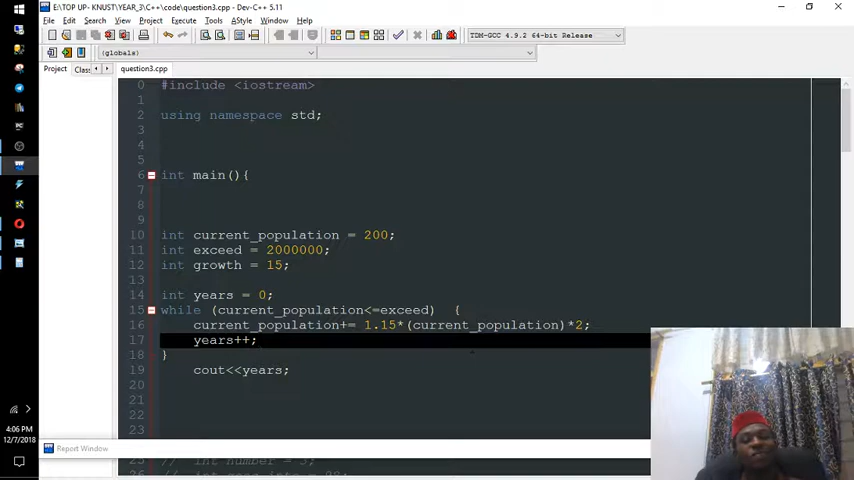 E:\TOP UP - KNUST\YEAR_3\C++\code\question3.cpp - Dev-C++ 5.11
File Edit Search View Project Execute Tools AStyle Window Help
TDM-GCC 4.9.2 64-bit Release
(globals)
Project Clas question3.cpp
0 #include <iostream>
1
2 using namespace std;
3
4
5
6 int main(){
7
8
9
10 int current_population = 200;
11 int exceed = 2000000;
12 int growth = 15;
13
14 int years = 0;
15 while (current_population<=exceed) {
16 current_population+= 1.15*(current_population)*2;
17 years++;
18 }
19 cout<<years;
20
21
22
23
Report Window
25 // int number = 5;
4:06 PM
12/7/2018